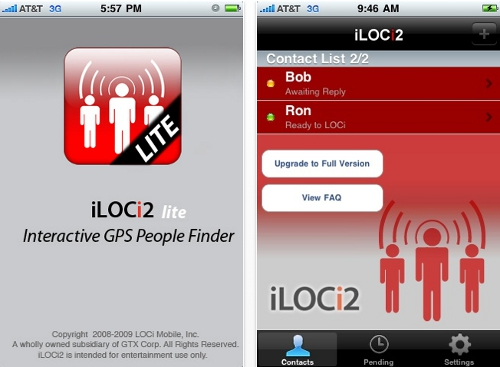 AT&T 3G 5:57 PM
LITE
iLOCi2 lite
Interactive GPS People Finder
Copyright 2008-2009 LOCi Mobile, Inc.
A wholly owned subsidiary of GTX Corp. All Rights Reserved.
iLOCi2 is intended for entertainment use only.
AT&T 3G 9:46 AM
iLOCi2 +
Contact List 2/2
Bob
Awaiting Reply
Ron
Ready to LOCi
Upgrade to Full Version
View FAQ
iLOCi2
Contacts Pending Settings